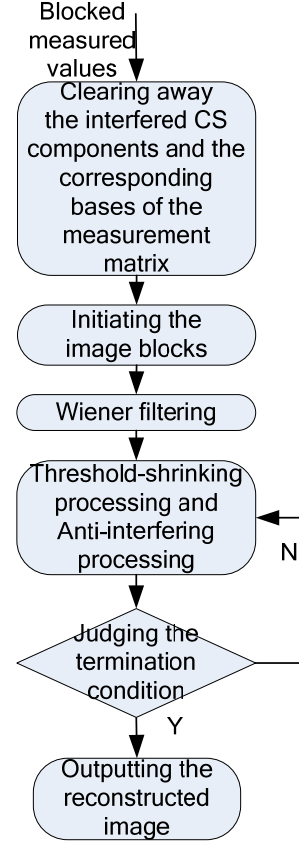 Blocked
measured
values
Clearing away
the interfered CS
components and the
corresponding
bases of the
measurement
matrix
Initiating the
image blocks
Wiener filtering
Threshold-shrinking
processing and
Anti-interfering
processing
N
Judging the
termination
condition
Y
Outputting the
reconstructed
image